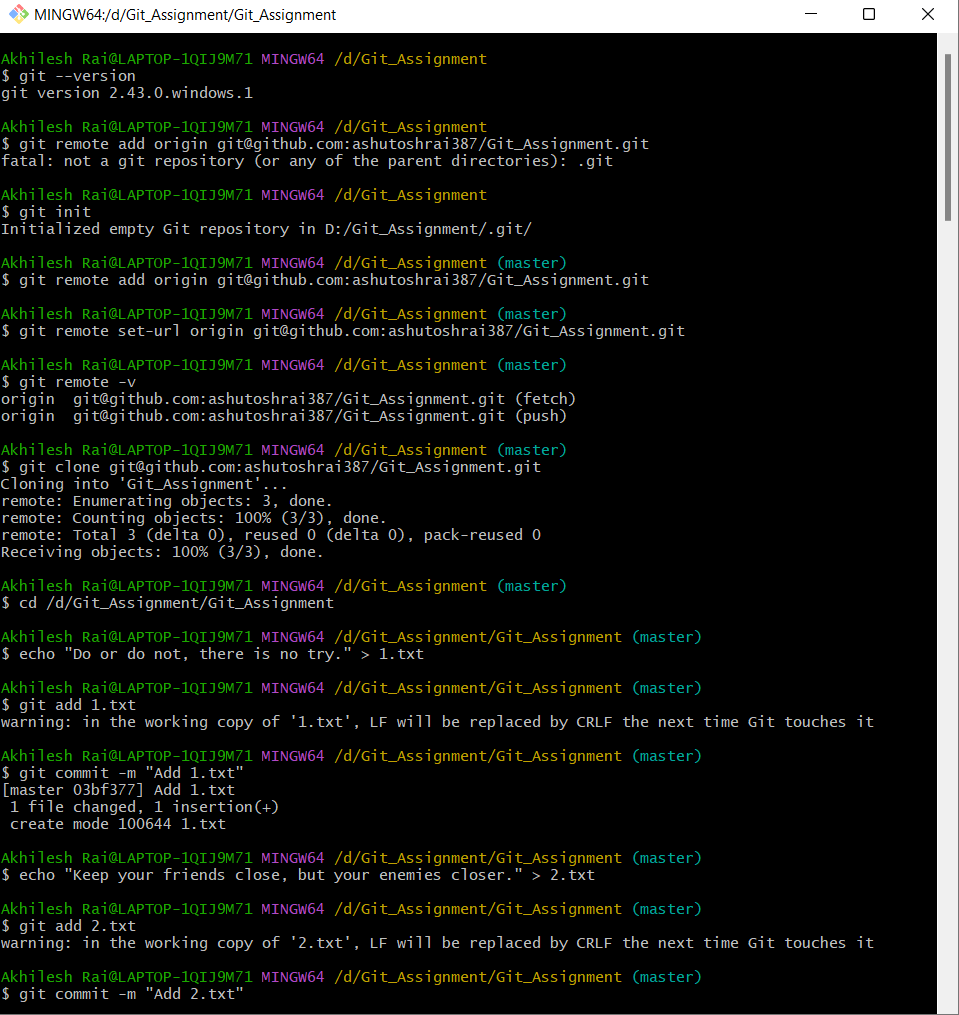 MINGW64:/d/Git_Assignment/Git_Assignment
Akhilesh Rai@LAPTOP-1QIJ9M71 MINGW64 /d/Git_Assignment
$ git --version
git version 2.43.0.windows.1
Akhilesh Rai@LAPTOP-1QIJ9M71 MINGW64 /d/Git_Assignment
$ git remote add origin git@github.com:ashutoshrai387/Git_Assignment.git
fatal: not a git repository (or any of the parent directories): .git
Akhilesh Rai@LAPTOP-1QIJ9M71 MINGW64 /d/Git_Assignment
$ git init
Initialized empty Git repository in D:/Git_Assignment/.git/
Akhilesh Rai@LAPTOP-1QIJ9M71 MINGW64 /d/Git_Assignment (master)
$ git remote add origin git@github.com:ashutoshrai387/Git_Assignment.git
Akhilesh Rai@LAPTOP-1QIJ9M71 MINGW64 /d/Git_Assignment (master)
$ git remote set-url origin git@github.com:ashutoshrai387/Git_Assignment.git
Akhilesh Rai@LAPTOP-1QIJ9M71 MINGW64 /d/Git_Assignment (master)
$ git remote -v
origin  git@github.com:ashutoshrai387/Git_Assignment.git (fetch)
origin  git@github.com:ashutoshrai387/Git_Assignment.git (push)
Akhilesh Rai@LAPTOP-1QIJ9M71 MINGW64 /d/Git_Assignment (master)
$ git clone git@github.com:ashutoshrai387/Git_Assignment.git
Cloning into 'Git_Assignment'...
remote: Enumerating objects: 3, done.
remote: Counting objects: 100% (3/3), done.
remote: Total 3 (delta 0), reused 0 (delta 0), pack-reused 0
Receiving objects: 100% (3/3), done.
Akhilesh Rai@LAPTOP-1QIJ9M71 MINGW64 /d/Git_Assignment (master)
$ cd /d/Git_Assignment/Git_Assignment
Akhilesh Rai@LAPTOP-1QIJ9M71 MINGW64 /d/Git_Assignment/Git_Assignment (master)
$ echo "Do or do not, there is no try." > 1.txt
Akhilesh Rai@LAPTOP-1QIJ9M71 MINGW64 /d/Git_Assignment/Git_Assignment (master)
$ git add 1.txt
warning: in the working copy of '1.txt', LF will be replaced by CRLF the next time Git touches it
Akhilesh Rai@LAPTOP-1QIJ9M71 MINGW64 /d/Git_Assignment/Git_Assignment (master)
$ git commit -m "Add 1.txt"
[master 03bf377] Add 1.txt
 1 file changed, 1 insertion(+)
 create mode 100644 1.txt
Akhilesh Rai@LAPTOP-1QIJ9M71 MINGW64 /d/Git_Assignment/Git_Assignment (master)
$ echo "Keep your friends close, but your enemies closer." > 2.txt
Akhilesh Rai@LAPTOP-1QIJ9M71 MINGW64 /d/Git_Assignment/Git_Assignment (master)
$ git add 2.txt
warning: in the working copy of '2.txt', LF will be replaced by CRLF the next time Git touches it
Akhilesh Rai@LAPTOP-1QIJ9M71 MINGW64 /d/Git_Assignment/Git_Assignment (master)
$ git commit -m "Add 2.txt"